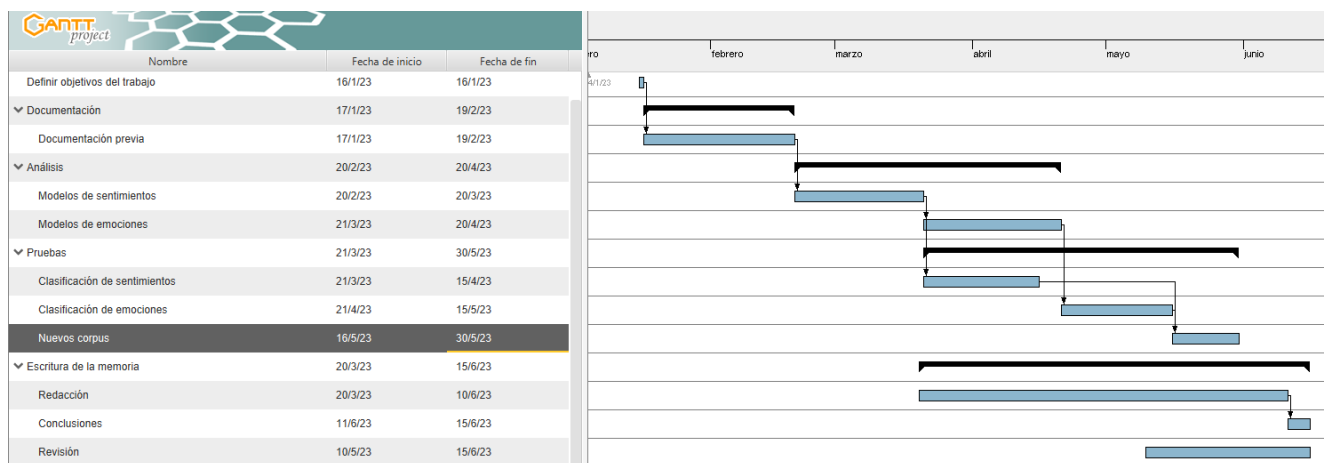 GANTT
project
Nombre Fecha de inicio Fecha de fin
ero febrero marzo abril mayo junio
4/1/23
Definir objetivos del trabajo 16/1/23 16/1/23
Documentación 17/1/23 19/2/23
Documentación previa 17/1/23 19/2/23
Análisis 20/2/23 20/4/23
Modelos de sentimientos 20/2/23 20/3/23
Modelos de emociones 21/3/23 20/4/23
Pruebas 21/3/23 30/5/23
Clasificación de sentimientos 21/3/23 15/4/23
Clasificación de emociones 21/4/23 15/5/23
Nuevos corpus 16/5/23 30/5/23
Escritura de la memoria 20/3/23 15/6/23
Redacción 20/3/23 10/6/23
Conclusiones 11/6/23 15/6/23
Revisión 10/5/23 15/6/23